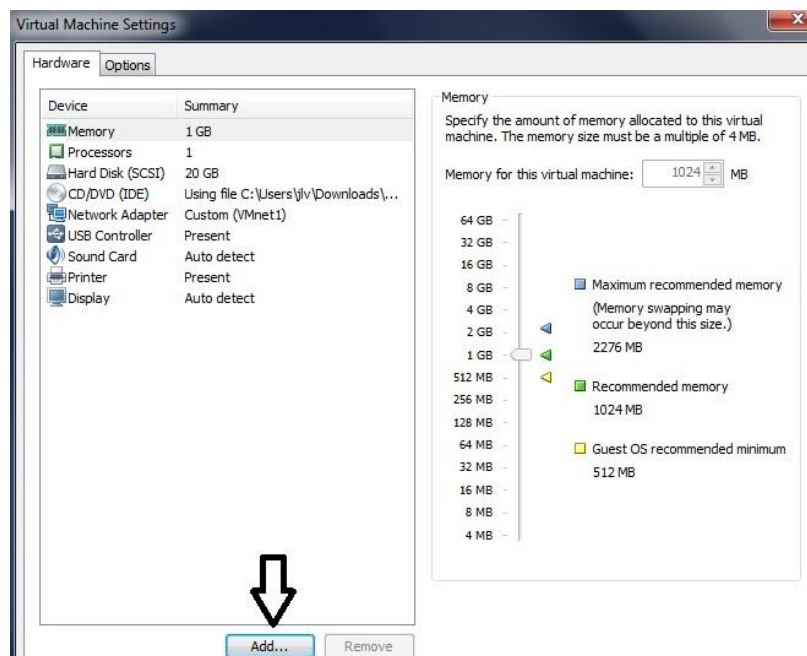 Virtual Machine Settings
Hardware Options
Device Summary
Memory 1 GB
Processors 1
Hard Disk (SCSI) 20 GB
CD/DVD (IDE) Using file C:\Users\jlv\Downloads\...
Network Adapter Custom (VMnet1)
USB Controller Present
Sound Card Auto detect
Printer Present
Display Auto detect
Add... Remove
Memory
Specify the amount of memory allocated to this virtual
machine. The memory size must be a multiple of 4 MB.
Memory for this virtual machine: 1024 MB
64 GB
32 GB
16 GB
8 GB
4 GB
2 GB
1 GB
512 MB
256 MB
128 MB
64 MB
32 MB
16 MB
8 MB
4 MB
Maximum recommended memory
(Memory swapping may
occur beyond this size.)
2276 MB
Recommended memory
1024 MB
Guest OS recommended minimum
512 MB